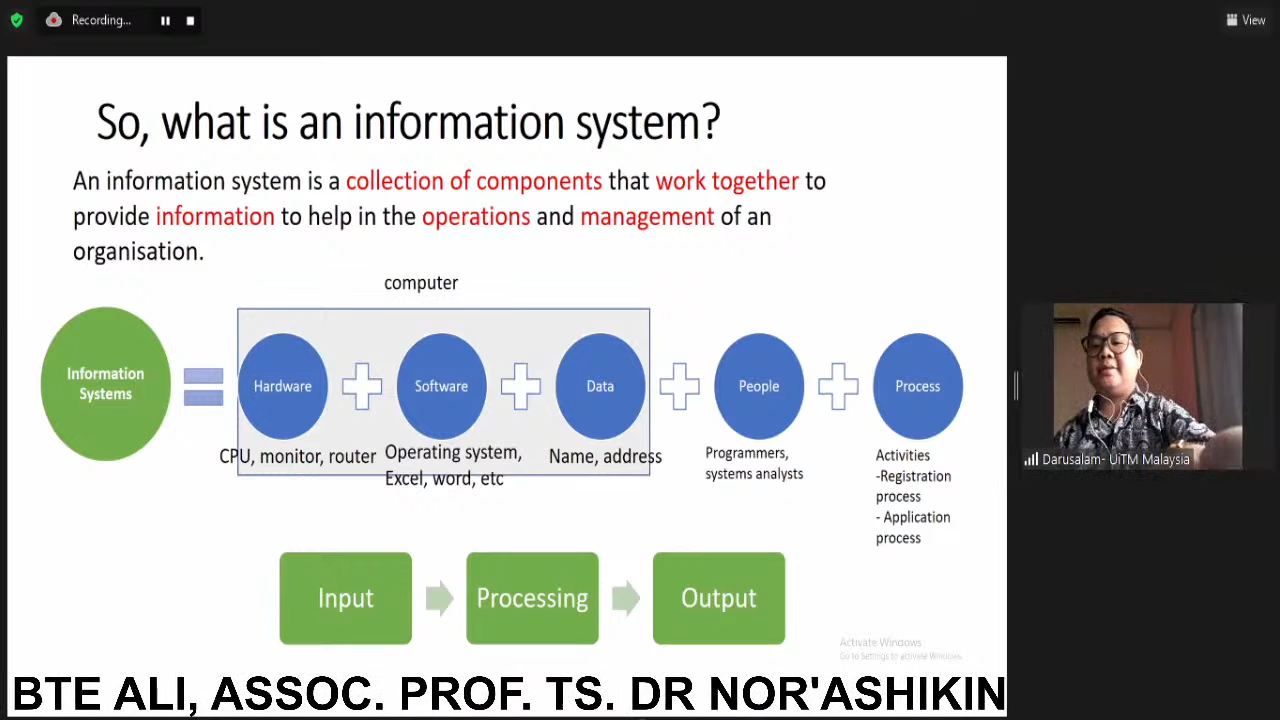 Recording...
View
So, what is an information system?
An information system is a collection of components that work together to
provide information to help in the operations and management of an
organisation.
computer
Information
Systems
Hardware
Software
Data
People
Process
CPU, monitor, router
Operating system,
Excel, word, etc
Name, address
Programmers,
systems analysts
Activities
-Registration
process
- Application
process
Darusalam- UiTM Malaysia
Input
Processing
Output
Activate Windows
Go to Settings to activate Windows.
BTE ALI, ASSOC. PROF. TS. DR NOR'ASHIKIN